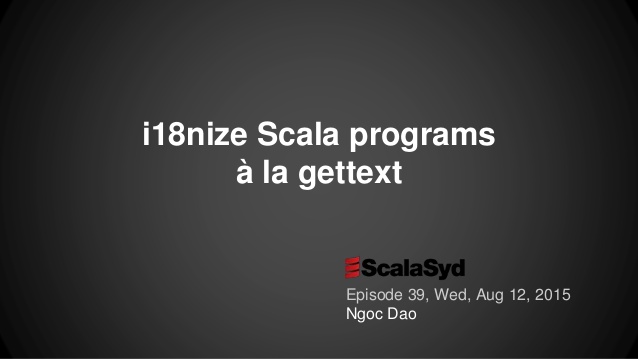 i18nize Scala programs
à la gettext
ScalaSyd
Episode 39, Wed, Aug 12, 2015
Ngoc Dao